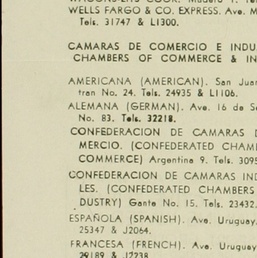 WELLS FARGO & CO. EXPRESS. Ave. M
Tels. 31747 & L1300.
CAMARAS DE COMERCIO E INDU
CHAMBERS OF COMMERCE & IN
AMERICANA (AMERICAN). San Juan
tran No. 24. Tels. 24935 & L1106.
ALEMANA (GERMAN). Ave. 16 de Se
No. 83. Tels. 32218.
CONFEDERACION DE CAMARAS D
MERCIO. (CONFEDERATED CHAM
COMMERCE) Argentina 9. Tels. 3095
CONFEDERACION DE CAMARAS IND
LES. (CONFEDERATED CHAMBERS
DUSTRY) Gante No. 15. Tels. 23432.
ESPAÑOLA (SPANISH). Ave. Uruguay.
25347 & J2064.
FRANCESA (FRENCH). Ave. Uruguay
29189 & J7238